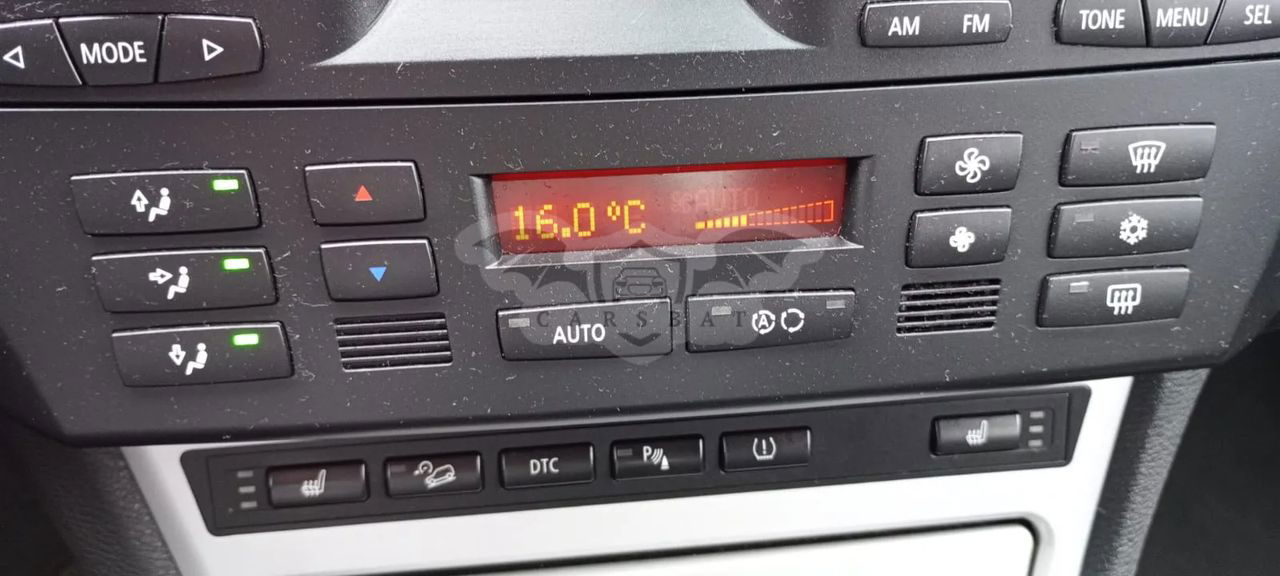 MODE
AM FM
TONE MENU SEL
AUTO
16.0 °C
AUTO
A
CARSBAT
DTC
P